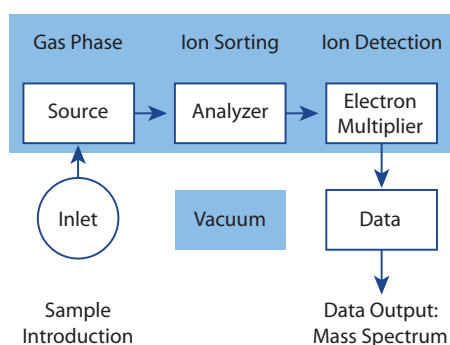 Gas Phase
Ion Sorting
Ion Detection
Source
Analyzer
Electron
Multiplier
Inlet
Vacuum
Data
Sample
Introduction
Data Output:
Mass Spectrum